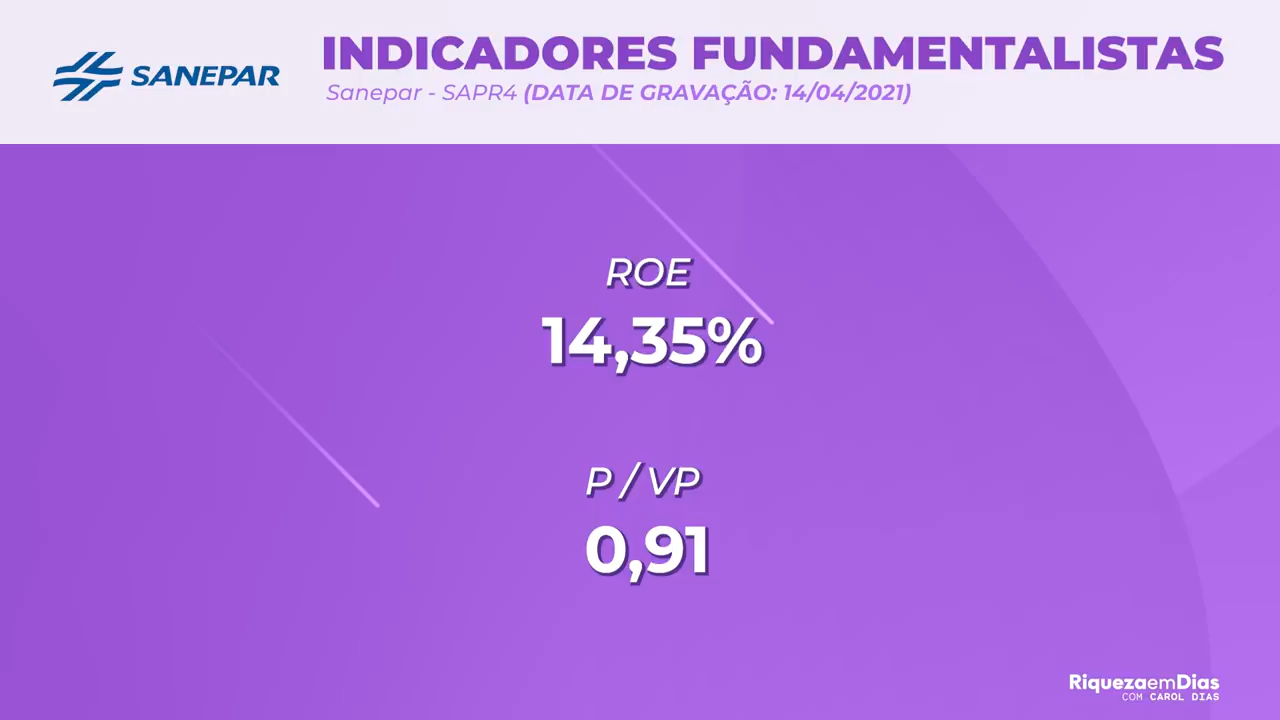 SANEPAR
INDICADORES FUNDAMENTALISTAS
Sanepar - SAPR4 (DATA DE GRAVAÇÃO: 14/04/2021)
ROE
14,35%
P / VP
0,91
RiquezaemDias
COM CAROL DIAS